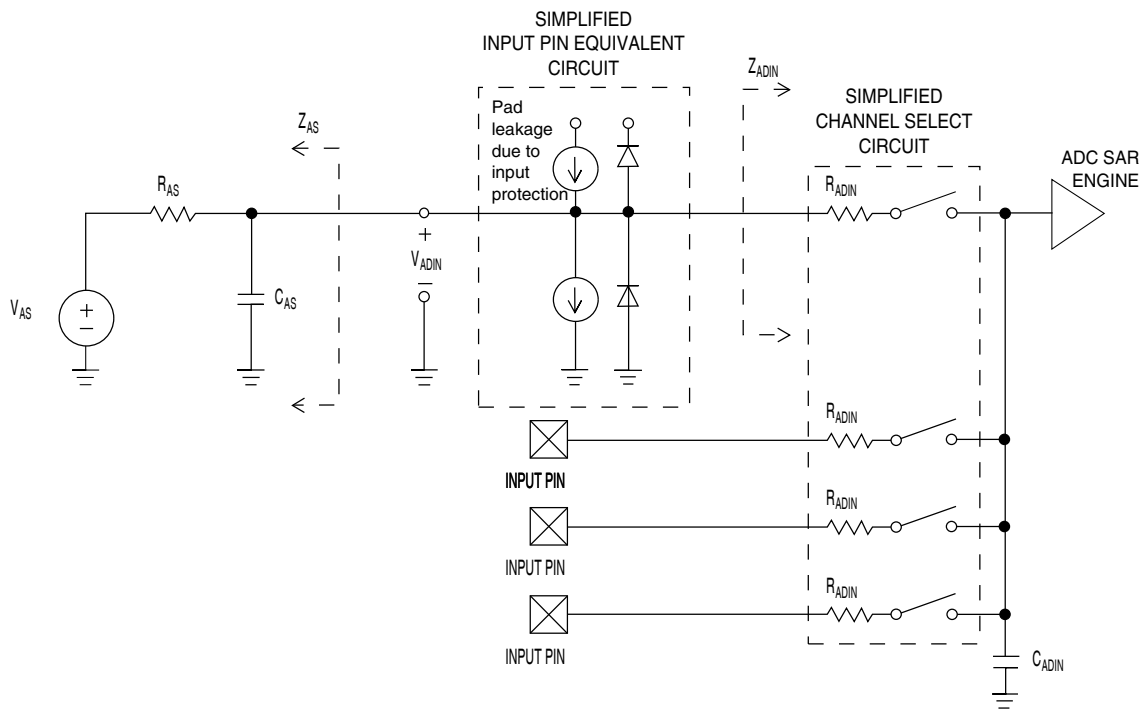 SIMPLIFIED
INPUT PIN EQUIVALENT
CIRCUIT
Pad
leakage
due to
input
protection
Z_AS
Z_ADIN
SIMPLIFIED
CHANNEL SELECT
CIRCUIT
ADC SAR
ENGINE
R_AS
R_ADIN
+
V_ADIN
–
C_AS
V_AS
+
–
R_ADIN
INPUT PIN
R_ADIN
INPUT PIN
R_ADIN
INPUT PIN
C_ADIN